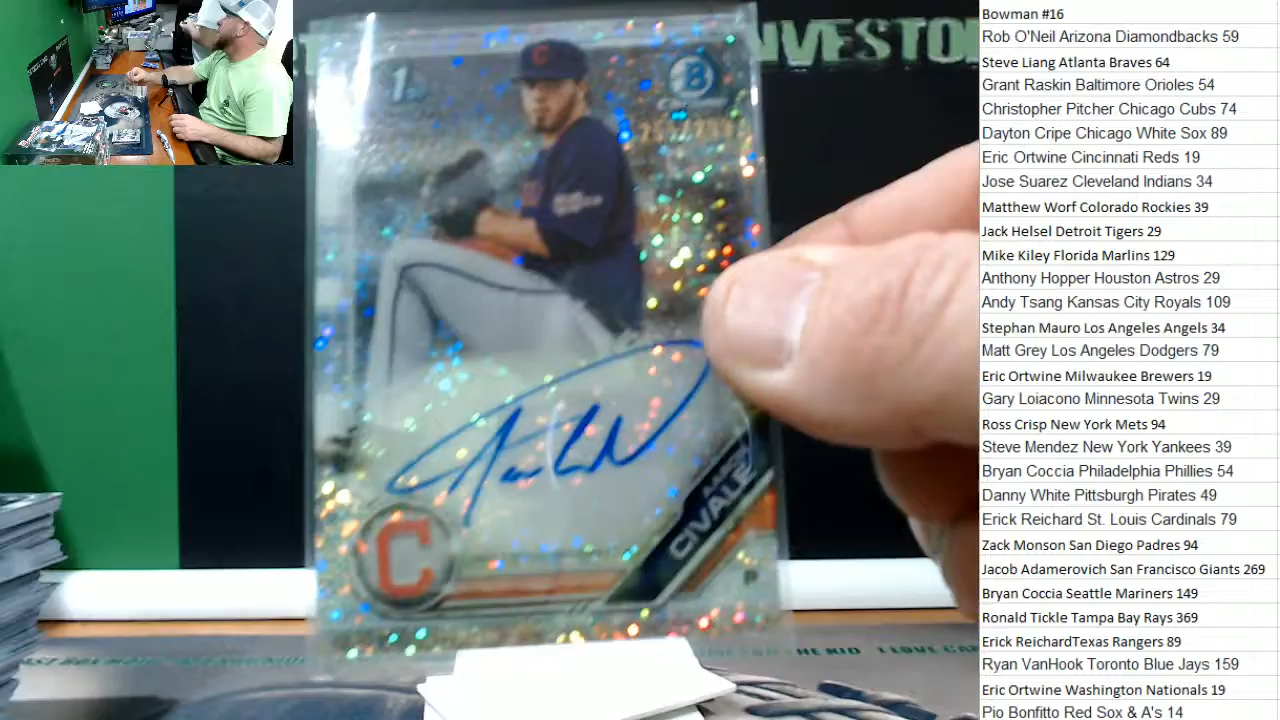 Bowman #16
Rob O'Neil Arizona Diamondbacks 59
Steve Liang Atlanta Braves 64
Grant Raskin Baltimore Orioles 54
Christopher Pitcher Chicago Cubs 74
Dayton Cripe Chicago White Sox 89
Eric Ortwine Cincinnati Reds 19
Jose Suarez Cleveland Indians 34
Matthew Worf Colorado Rockies 39
Jack Helsel Detroit Tigers 29
Mike Kiley Florida Marlins 129
Anthony Hopper Houston Astros 29
Andy Tsang Kansas City Royals 109
Stephan Mauro Los Angeles Angels 34
Matt Grey Los Angeles Dodgers 79
Eric Ortwine Milwaukee Brewers 19
Gary Loiacono Minnesota Twins 29
Ross Crisp New York Mets 94
Steve Mendez New York Yankees 39
Bryan Coccia Philadelphia Phillies 54
Danny White Pittsburgh Pirates 49
Erick Reichard St. Louis Cardinals 79
Zack Monson San Diego Padres 94
Jacob Adamerovich San Francisco Giants 269
Bryan Coccia Seattle Mariners 149
Ronald Tickle Tampa Bay Rays 369
Erick ReichardTexas Rangers 89
Ryan VanHook Toronto Blue Jays 159
Eric Ortwine Washington Nationals 19
Pio Bonfitto Red Sox & A's 14
NVESTO
1
B
C
C
CIVALE
P
THE KID
I LOVE